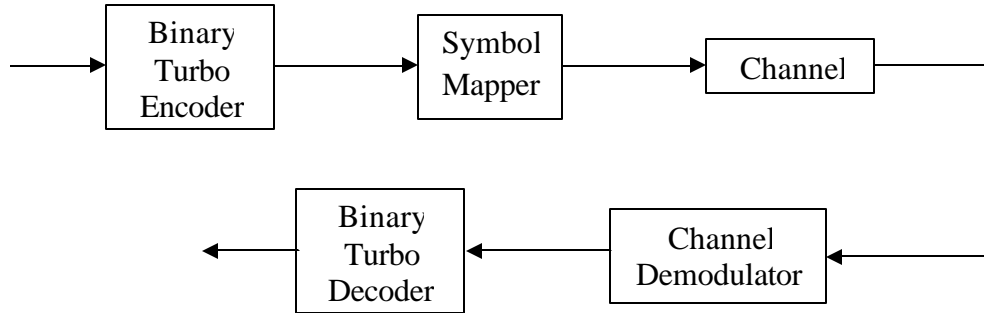 Binary
Turbo
Encoder
Symbol
Mapper
Channel
Binary
Turbo
Decoder
Channel
Demodulator